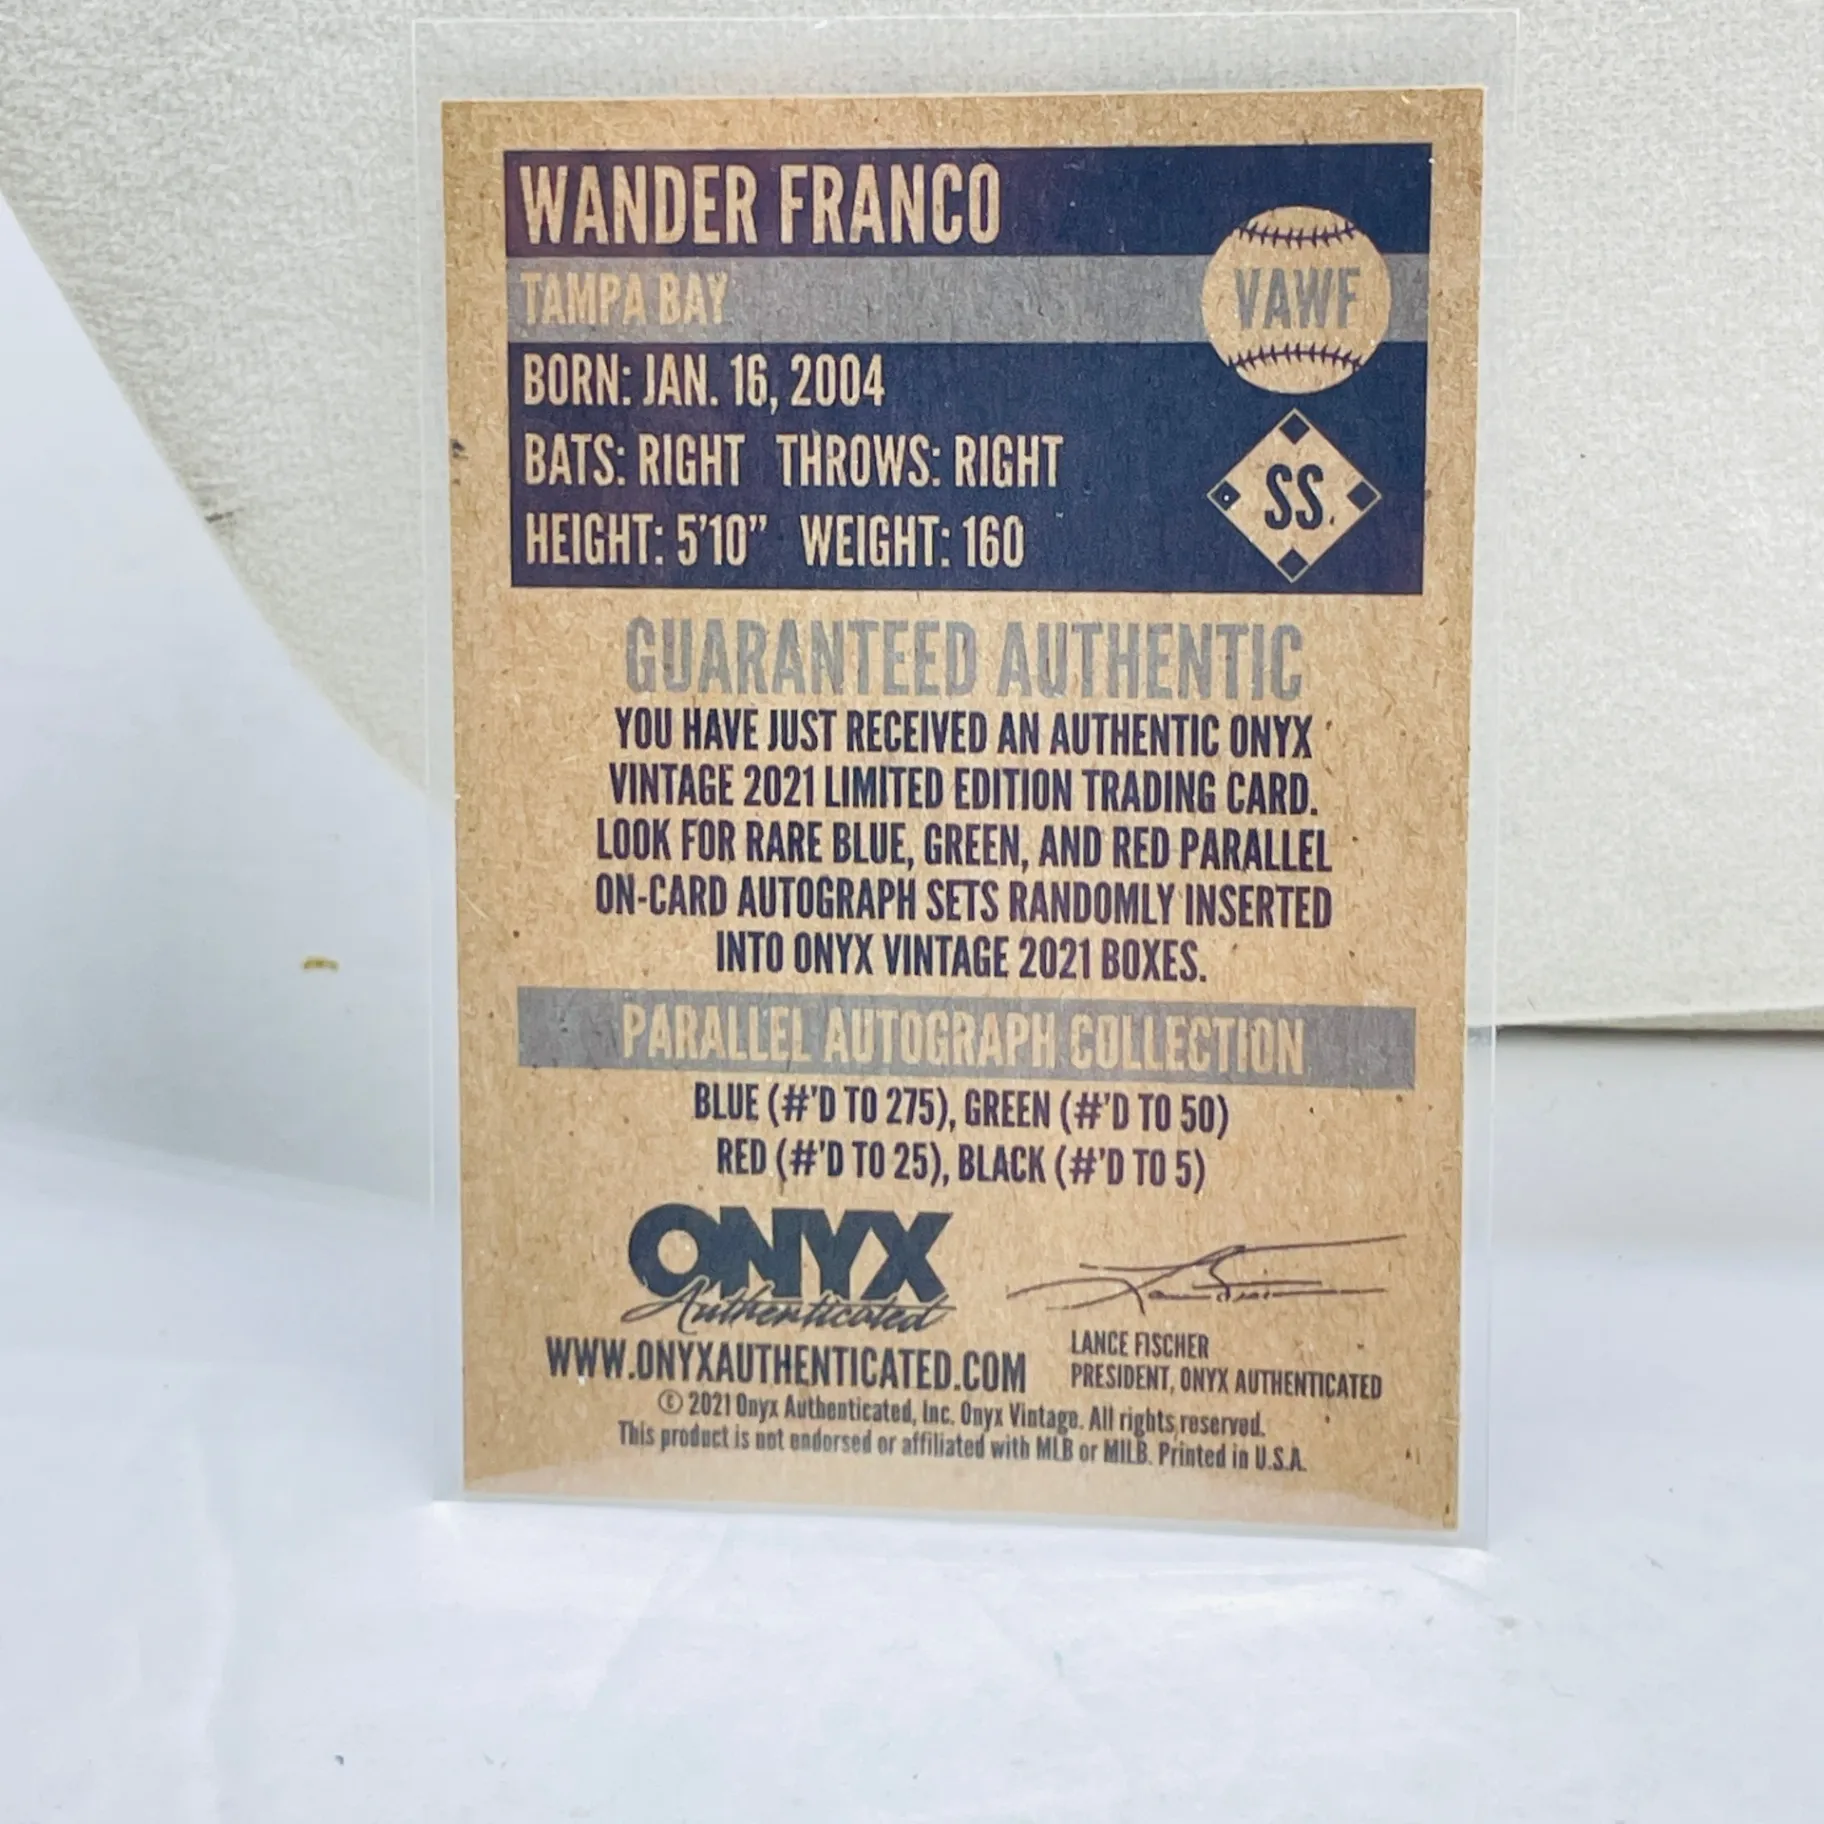 WANDER FRANCO
TAMPA BAY
VAWF
BORN: JAN. 16, 2004
BATS: RIGHT THROWS: RIGHT
SS
HEIGHT: 5'10" WEIGHT: 160
GUARANTEED AUTHENTIC
YOU HAVE JUST RECEIVED AN AUTHENTIC ONYX
VINTAGE 2021 LIMITED EDITION TRADING CARD.
LOOK FOR RARE BLUE, GREEN, AND RED PARALLEL
ON-CARD AUTOGRAPH SETS RANDOMLY INSERTED
INTO ONYX VINTAGE 2021 BOXES.
PARALLEL AUTOGRAPH COLLECTION
BLUE (#'D TO 275), GREEN (#'D TO 50)
RED (#'D TO 25), BLACK (#'D TO 5)
ONYX
Authenticated
WWW.ONYXAUTHENTICATED.COM
LANCE FISCHER
PRESIDENT, ONYX AUTHENTICATED
© 2021 Onyx Authenticated, Inc. Onyx Vintage. All rights reserved.
This product is not endorsed or affiliated with MLB or MILB. Printed in U.S.A.